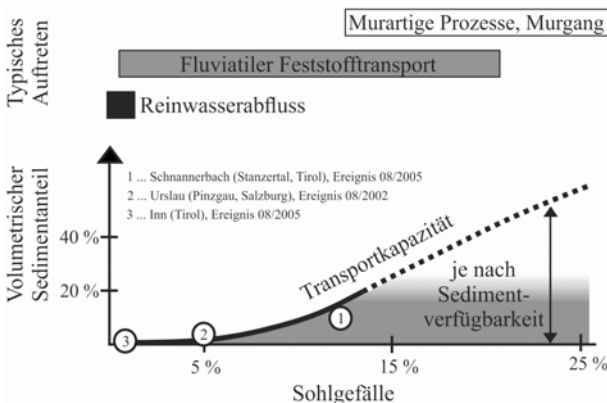 Murartige Prozesse, Murgang
Typisches
Auftreten
Fluviatiler Feststofftransport
Reinwasserabfluss
Volumetrischer
Sedimentanteil
1 ... Schnannerbach (Stanzertal, Tirol), Ereignis 08/2005
2 ... Urslau (Pinzgau, Salzburg), Ereignis 08/2002
3 ... Inn (Tirol), Ereignis 08/2005
40 %
20 %
Transportkapazität
je nach
Sediment-
verfügbarkeit
1
2
3
5 %
15 %
25 %
Sohlgefälle